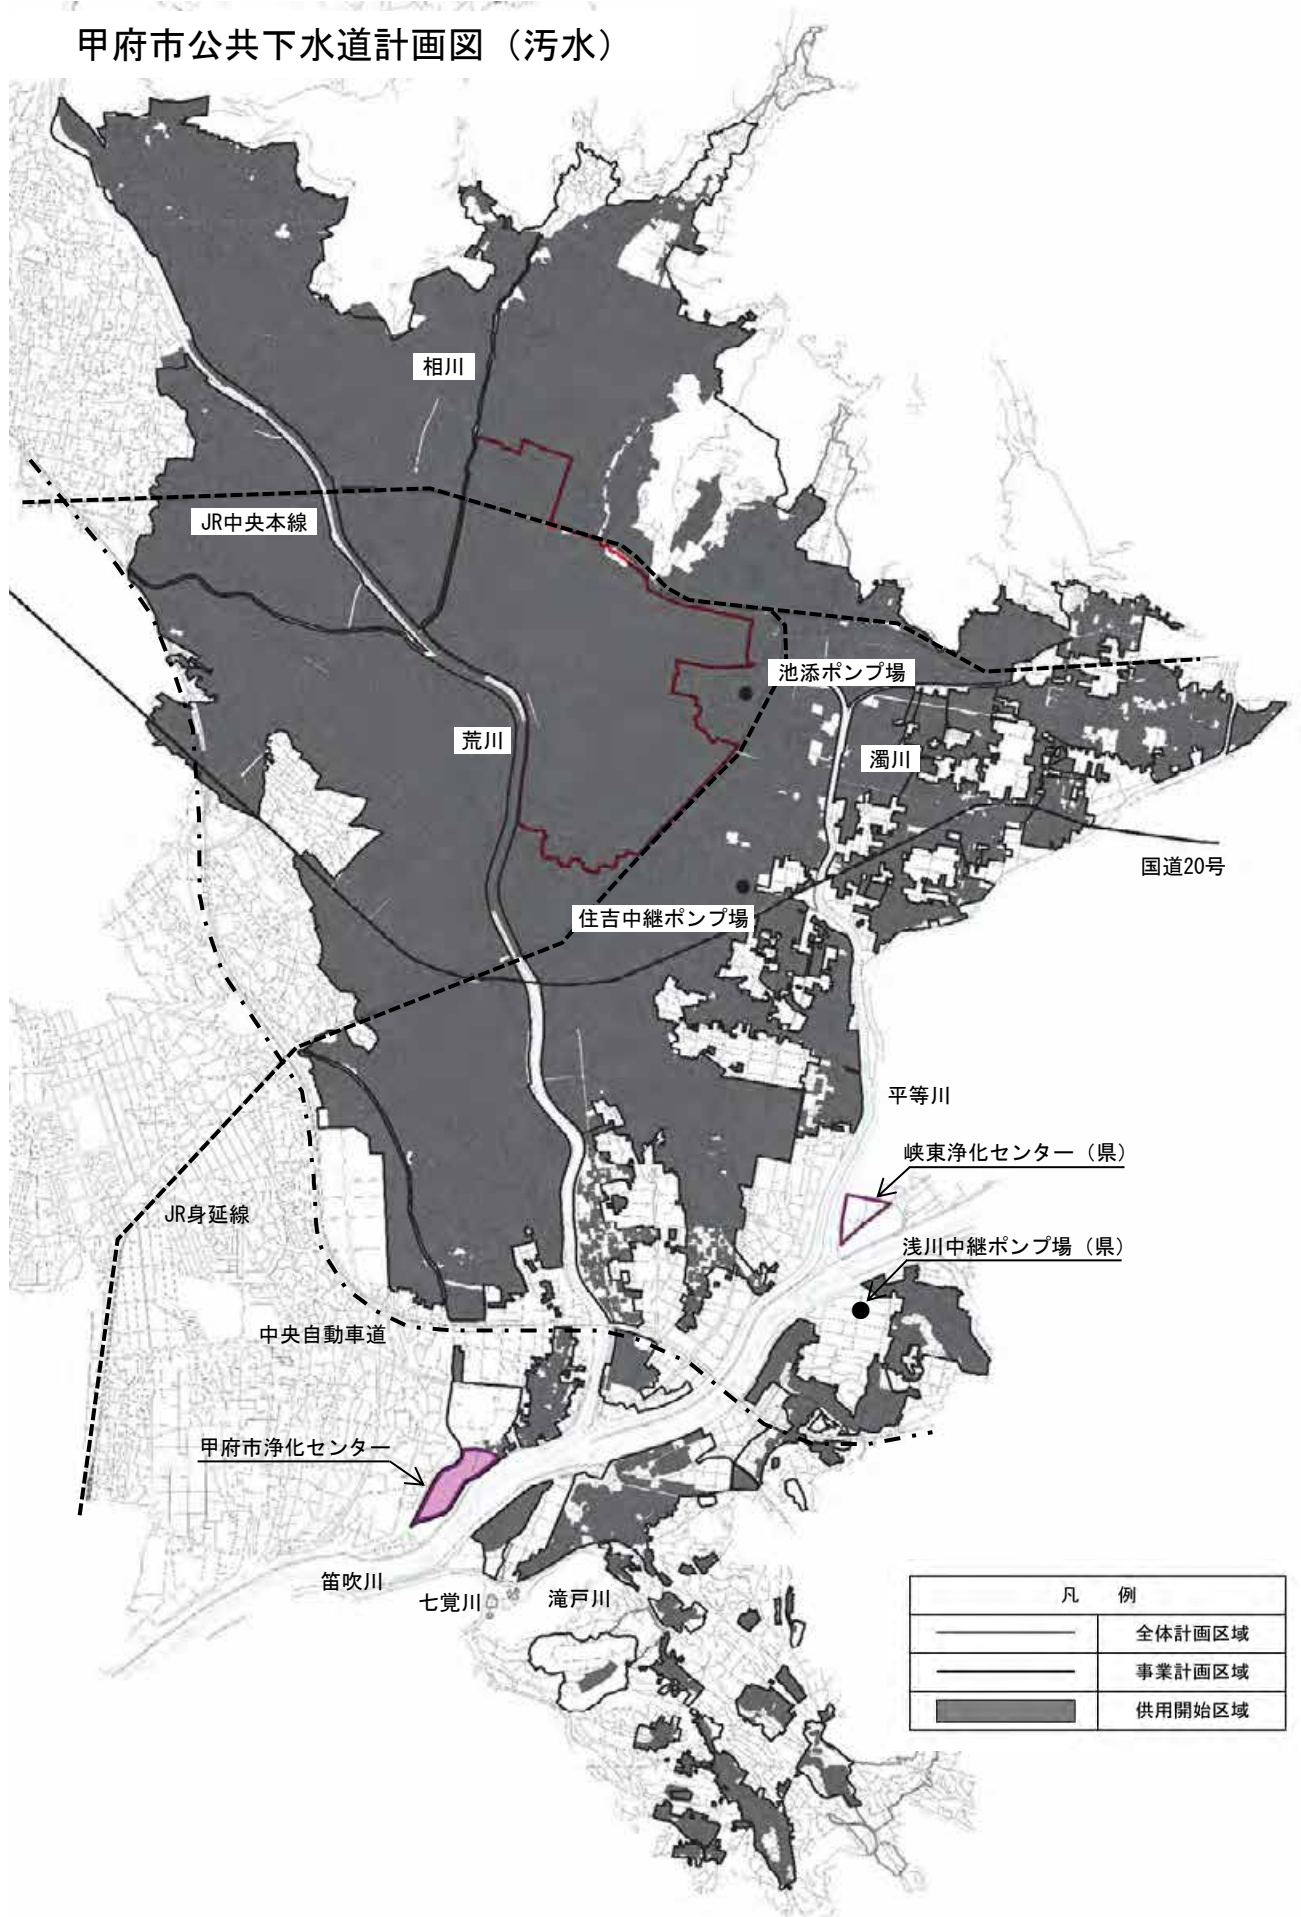 甲府市公共下水道計画図（汚水）
相川
JR中央本線
池添ポンプ場
荒川
濁川
国道20号
住吉中継ポンプ場
平等川
峡東浄化センター（県）
JR身延線
浅川中継ポンプ場（県）
中央自動車道
甲府市浄化センター
笛吹川
七覚川
滝戸川
凡　例
全体計画区域
事業計画区域
供用開始区域